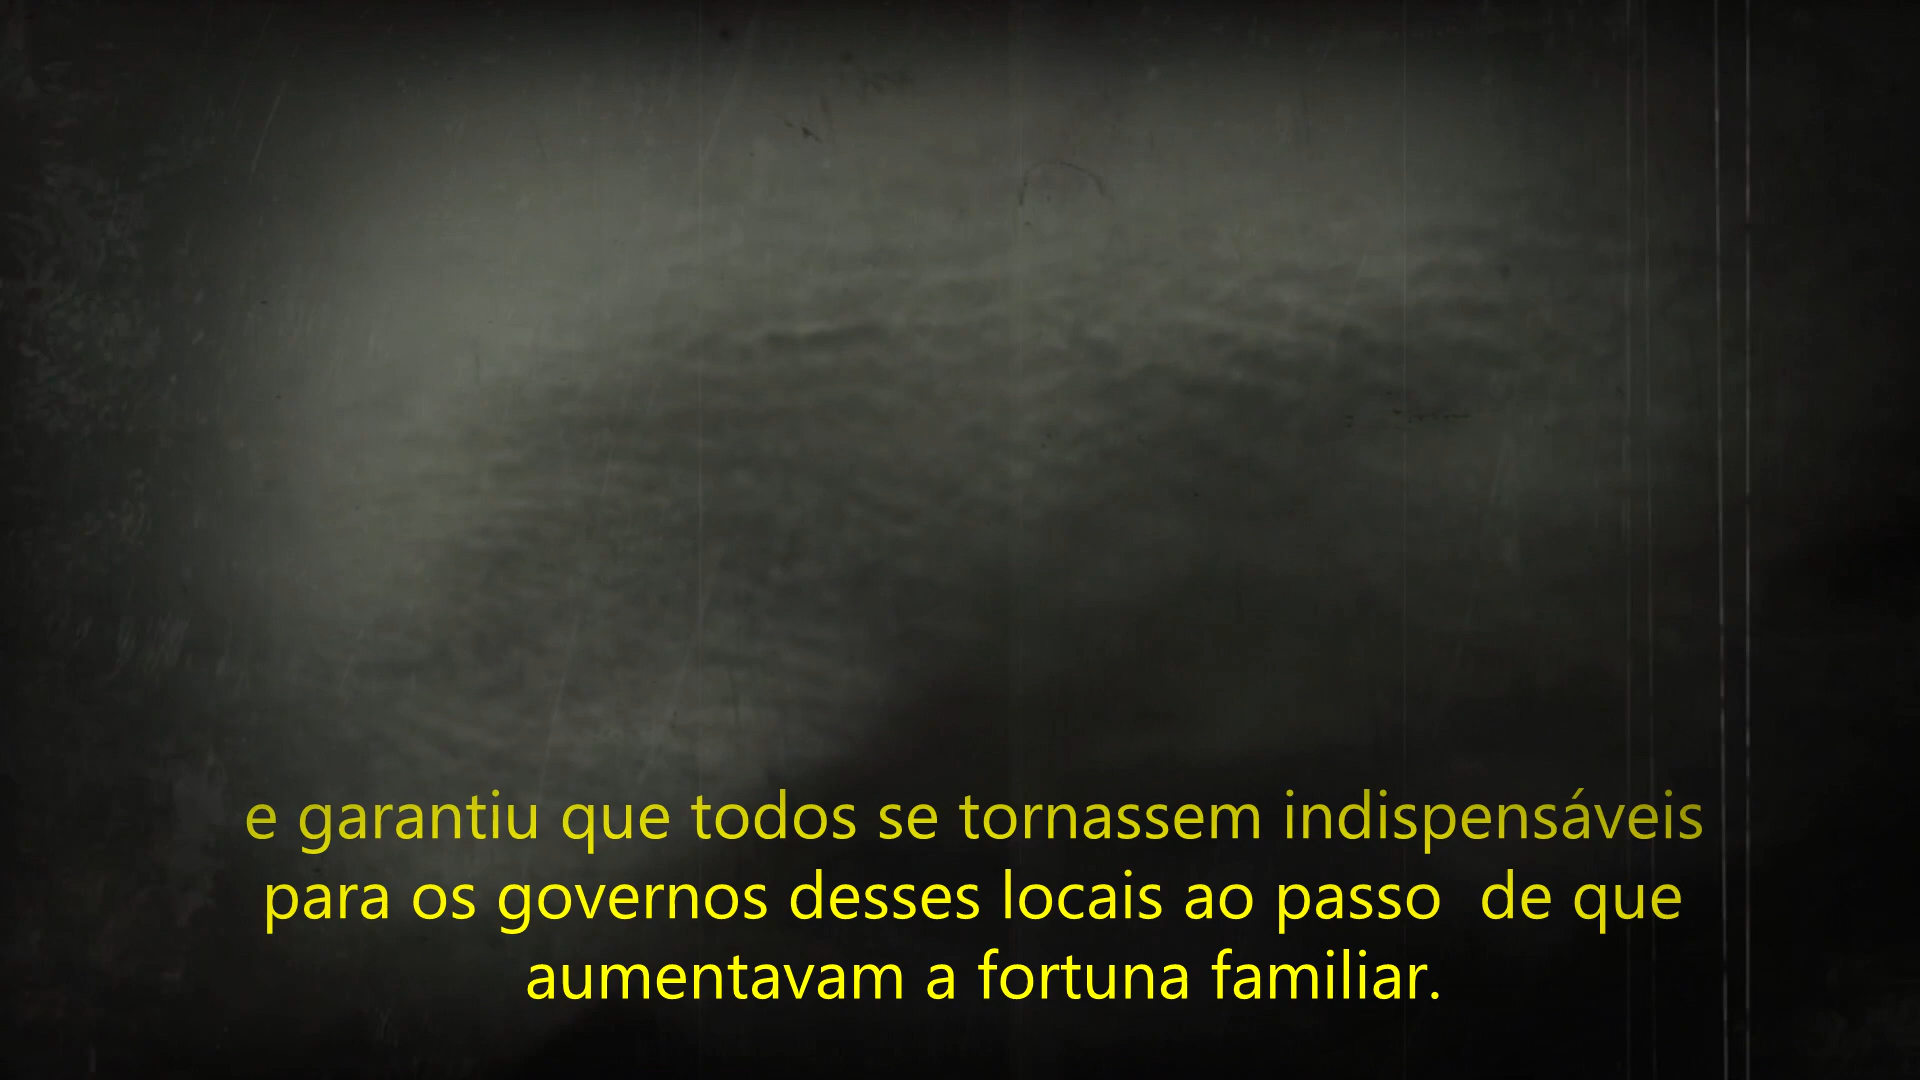 e garantiu que todos se tornassem indispensáveis
para os governos desses locais ao passo  de que
aumentavam a fortuna familiar.